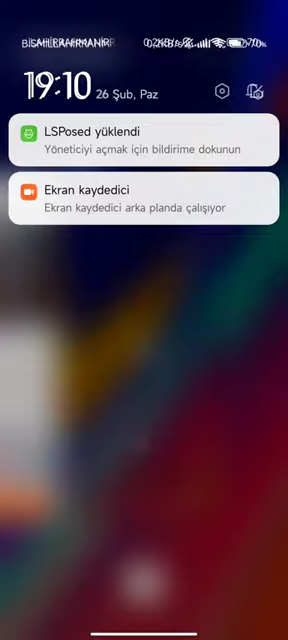 19:10 26 Şub, Paz
LSPosed yüklendi
Yöneticiyi açmak için bildirime dokunun
Ekran kaydedici
Ekran kaydedici arka planda çalışıyor